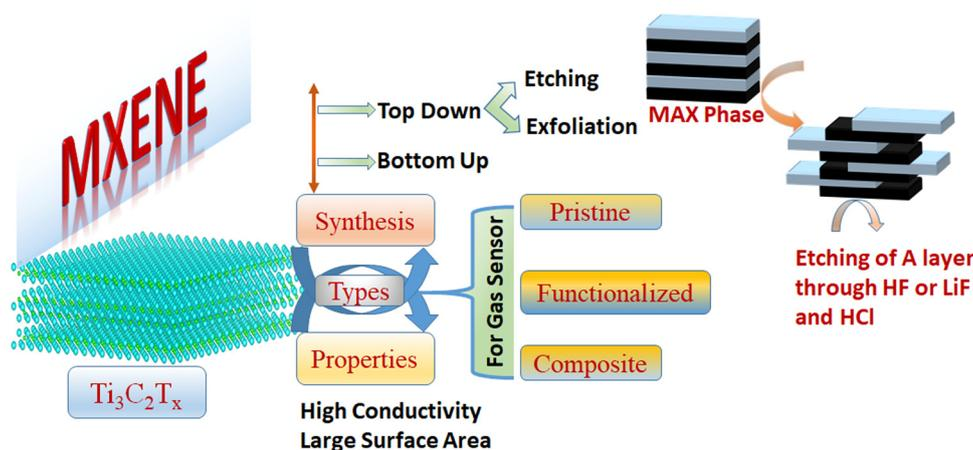 MXENE
Ti₃C₂Tₓ
Top Down
Etching
Exfoliation
Bottom Up
Synthesis
Types
Properties
High Conductivity
Large Surface Area
For Gas Sensor
Pristine
Functionalized
Composite
MAX Phase
Etching of A layer
through HF or LiF
and HCl